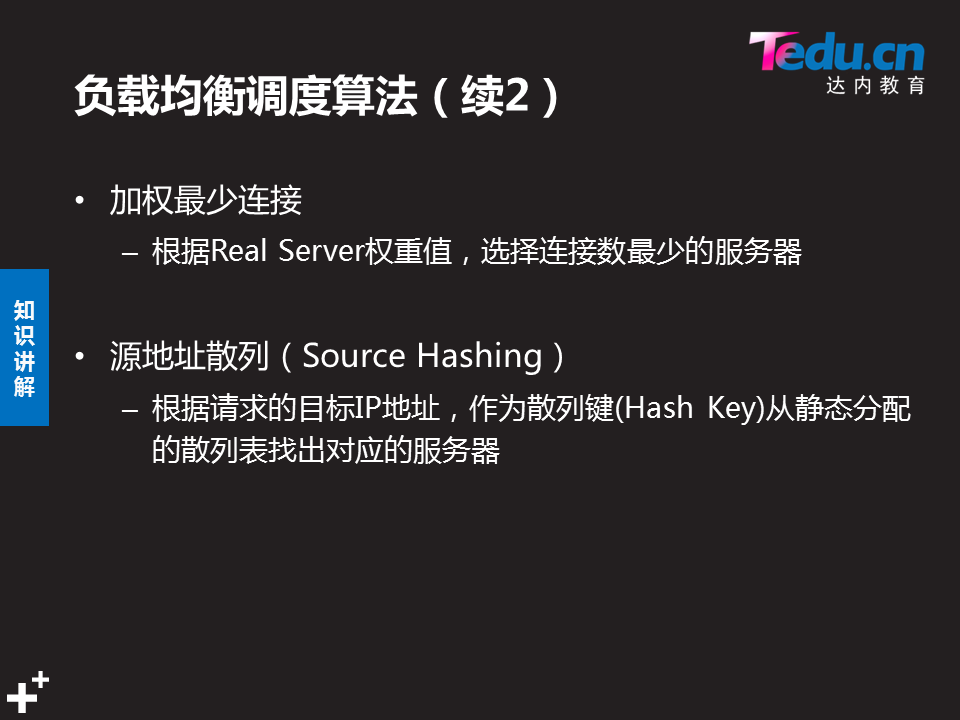 Tedu.cn
达内教育
负载均衡调度算法（续2）
• 加权最少连接
– 根据Real Server权重值，选择连接数最少的服务器
知
识
讲
解
• 源地址散列（Source Hashing）
– 根据请求的目标IP地址，作为散列键(Hash Key)从静态分配
的散列表找出对应的服务器